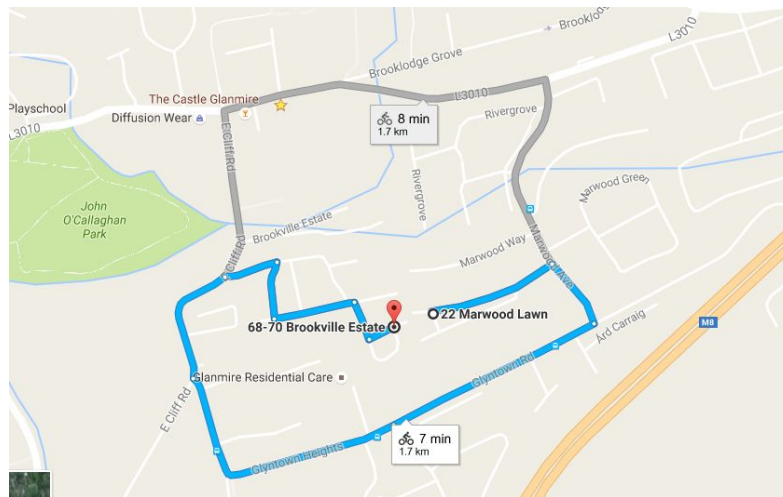 Brooklodge
Brooklodge Grove
L3010
The Castle Glanmire
Playschool
Diffusion Wear
L3010
L3010
8 min
1.7 km
Rivergrove
E Cliff Rd
Rivergrove
Marwood Green
John
O'Callaghan
Park
Brookville Estate
Marwood Way
Marwood Ave
E Cliff Rd
68-70 Brookville Estate
22 Marwood Lawn
Ard Carraig
M8
Glanmire Residential Care
Glyntown Rd
E Cliff Rd
7 min
1.7 km
Glyntown Heights